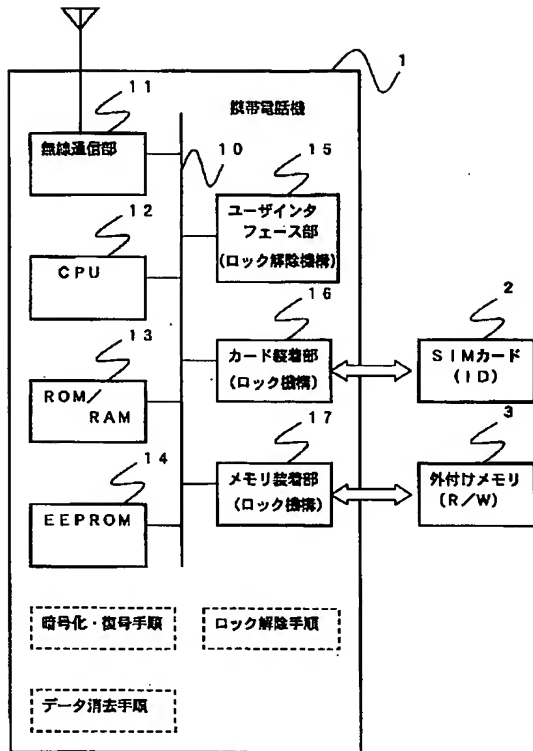 1
11
携帯電話機
無線通信部
10
15
ユーザインタ
フェース部
(ロック解除機構)
12
CPU
16
2
カード装着部
(ロック機構)
SIMカード
(ID)
13
ROM/
RAM
17
3
メモリ装着部
(ロック機構)
外付けメモリ
(R/W)
14
EEPROM
暗号化・復号手順
ロック解除手順
データ消去手順